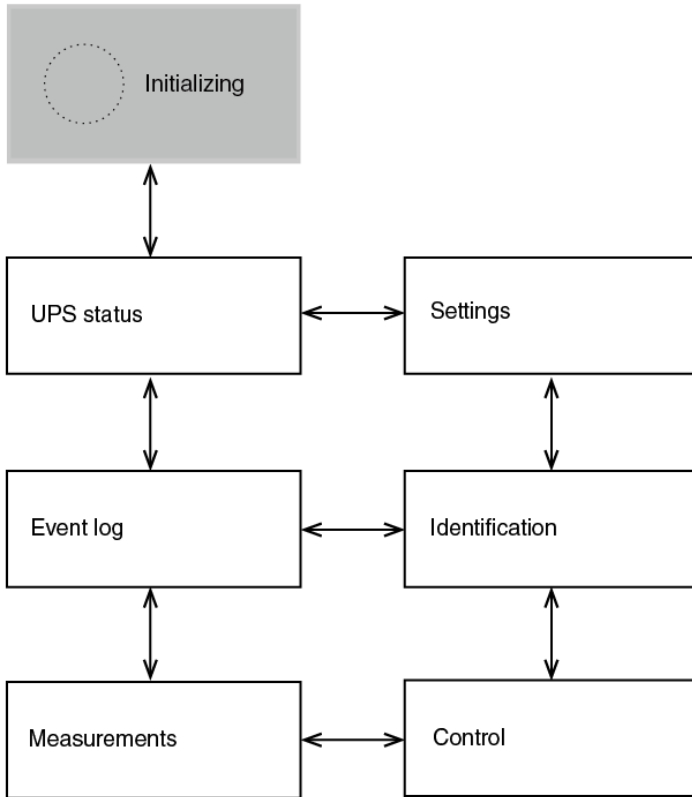 Initializing
UPS status
Settings
Event log
Identification
Measurements
Control